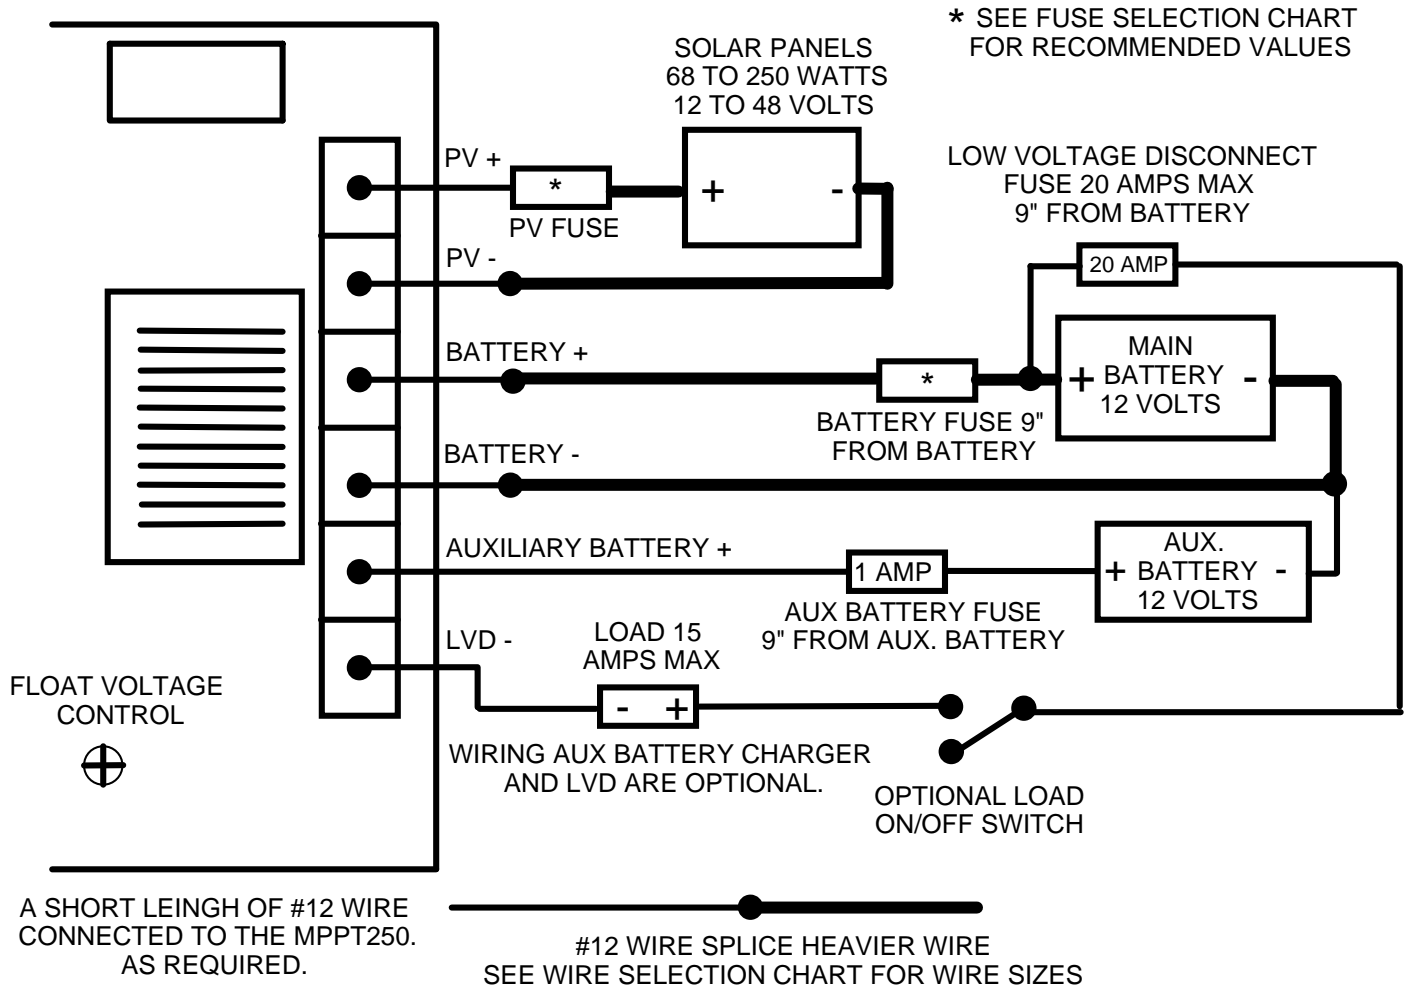 * SEE FUSE SELECTION CHART
FOR RECOMMENDED VALUES
SOLAR PANELS
68 TO 250 WATTS
12 TO 48 VOLTS
PV +
*
PV FUSE
+ -
LOW VOLTAGE DISCONNECT
FUSE 20 AMPS MAX
9" FROM BATTERY
PV -
20 AMP
BATTERY +
*
BATTERY FUSE 9"
FROM BATTERY
MAIN
+ BATTERY -
12 VOLTS
BATTERY -
AUXILIARY BATTERY +
1 AMP
AUX BATTERY FUSE
9" FROM AUX. BATTERY
AUX.
+ BATTERY -
12 VOLTS
LVD -
LOAD 15
AMPS MAX
- +
FLOAT VOLTAGE
CONTROL
WIRING AUX BATTERY CHARGER
AND LVD ARE OPTIONAL.
OPTIONAL LOAD
ON/OFF SWITCH
A SHORT LEINGH OF #12 WIRE
CONNECTED TO THE MPPT250.
AS REQUIRED.
#12 WIRE SPLICE HEAVIER WIRE
SEE WIRE SELECTION CHART FOR WIRE SIZES